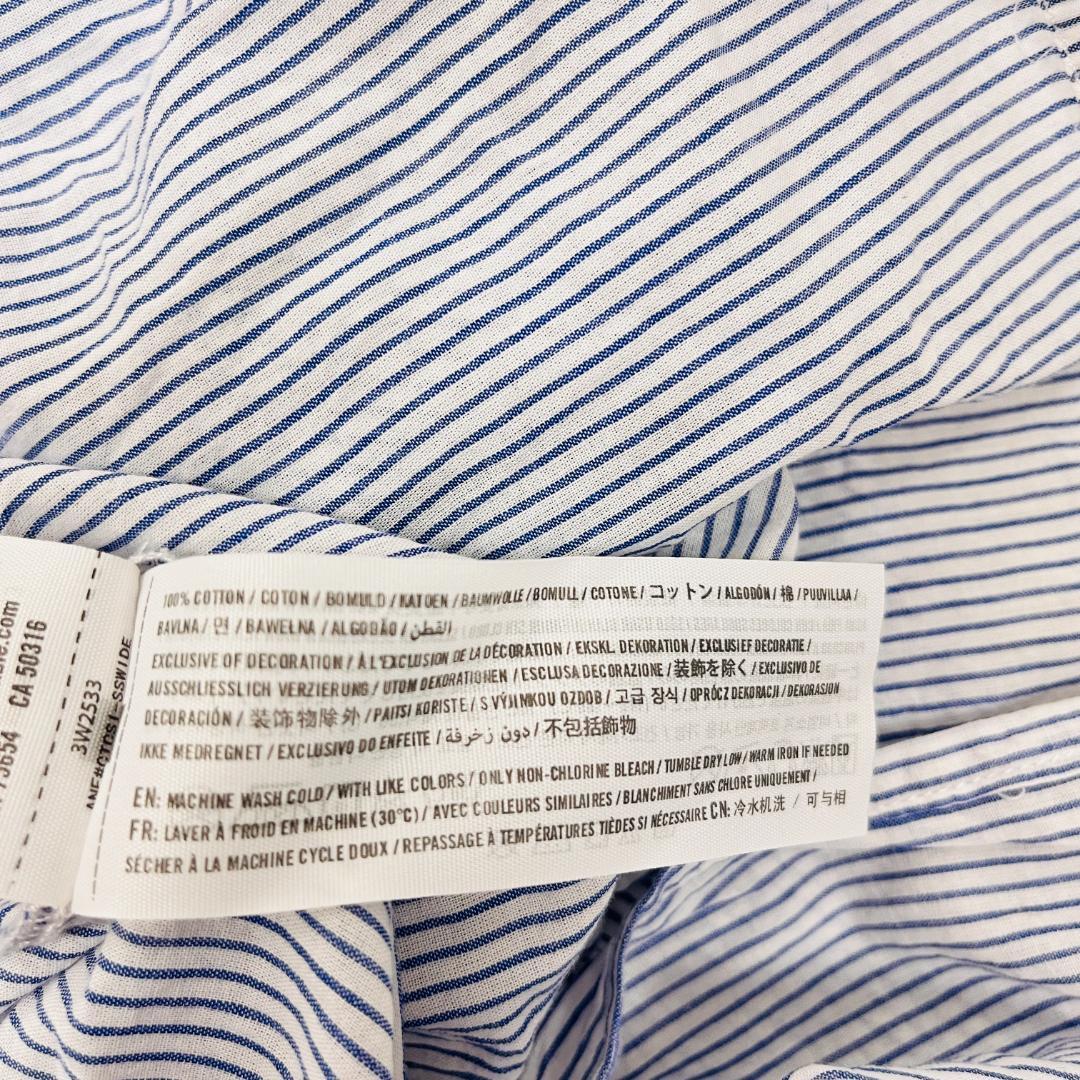 100% COTTON / COTON / BOMULD / KATOEN / BAUMWOLLE / BOMULL / COTONE / コットン / ALGODÓN / 棉 / PUUVILLAA /
BAVLNA / 면 / BAWEŁNA / ALGODÃO / القطن
EXCLUSIVE OF DECORATION / À L'EXCLUSION DE LA DÉCORATION / EKSKL. DEKORATION / EXCLUSIEF DECORATIE /
AUSSCHLIESSLICH VERZIERUNG / UTOM DEKORATIONEN / ESCLUSA DECORAZIONE / 装飾を除く / EXCLUSIVO DE
DECORACIÓN / 装饰物除外 / PAITSI KORISTE / S VÝJIMKOU OZDOB / 고급 장식 / OPRÓCZ DEKORACJI / DEKORASJON
IKKE MEDREGNET / EXCLUSIVO DO ENFEITE / دون زخرفة / 不包括飾物
EN: MACHINE WASH COLD / WITH LIKE COLORS / ONLY NON-CHLORINE BLEACH / TUMBLE DRY LOW / WARM IRON IF NEEDED
FR: LAVER À FROID EN MACHINE (30°C) / AVEC COULEURS SIMILAIRES / BLANCHIMENT SANS CHLORE UNIQUEMENT /
SÉCHER À LA MACHINE CYCLE DOUX / REPASSAGE À TEMPÉRATURES TIÈDES SI NÉCESSAIRE CN: 冷水机洗 / 可与相
3W2533
CA 50316